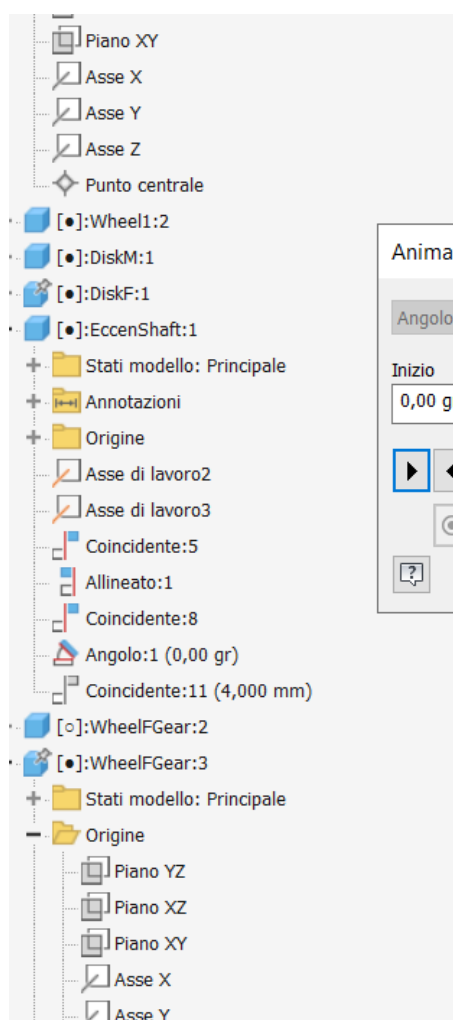 Piano XY
Asse X
Asse Y
Asse Z
Punto centrale
[●]:Wheel1:2
[●]:DiskM:1
[●]:DiskF:1
[●]:EccenShaft:1
Stati modello: Principale
Annotazioni
Origine
Asse di lavoro2
Asse di lavoro3
Coincidente:5
Allineato:1
Coincidente:8
Angolo:1 (0,00 gr)
Coincidente:11 (4,000 mm)
[○]:WheelFGear:2
[●]:WheelFGear:3
Stati modello: Principale
Origine
Piano YZ
Piano XZ
Piano XY
Asse X
Asse Y
Anima
Angolo
Inizio
0,00 g